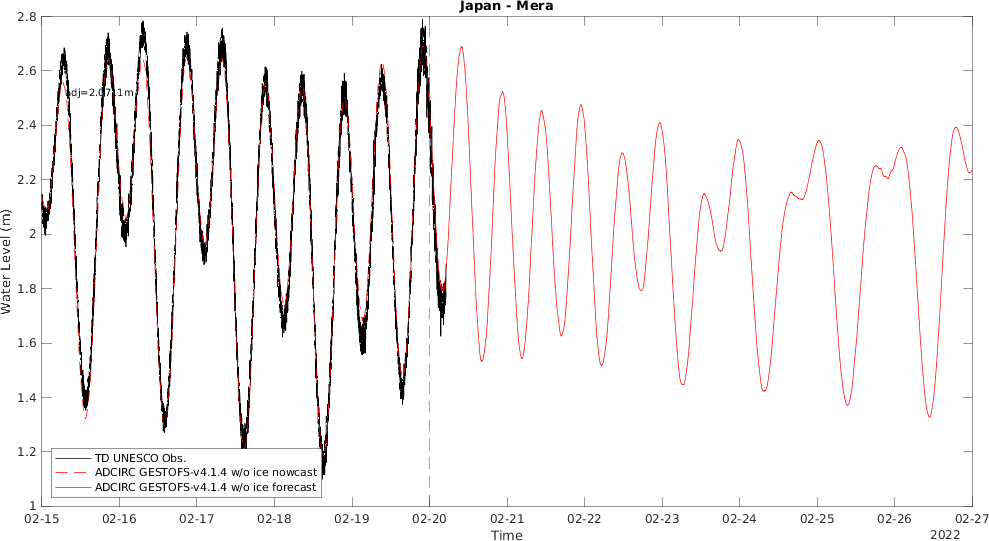 Japan - Mera
Water Level (m)
2.8
2.6
2.4
2.2
2
1.8
1.6
1.4
1.2
1
adj=2.0711m
TD UNESCO Obs.
ADCIRC GESTOFS-v4.1.4 w/o ice nowcast
ADCIRC GESTOFS-v4.1.4 w/o ice forecast
02-15 02-16 02-17 02-18 02-19 02-20 02-21 02-22 02-23 02-24 02-25 02-26 02-27
Time
2022